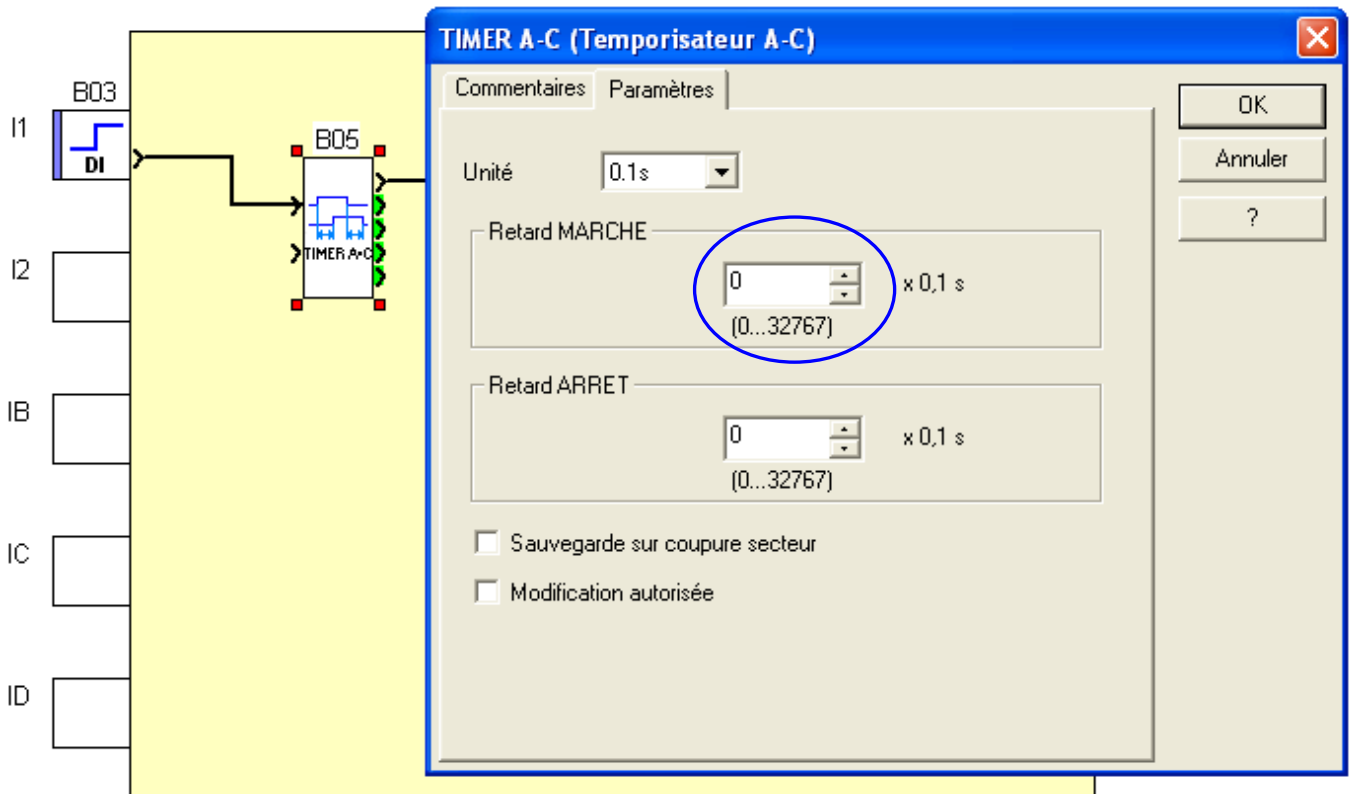 TIMER A-C (Temporisateur A-C)
Commentaires Paramètres
OK
Annuler
?
Unité 0.1s
Retard MARCHE
0 x 0,1 s
(0...32767)
Retard ARRET
0 x 0,1 s
(0...32767)
Sauvegarde sur coupure secteur
Modification autorisée
B03
I1
DI
B05
TIMER A-C
I2
IB
IC
ID